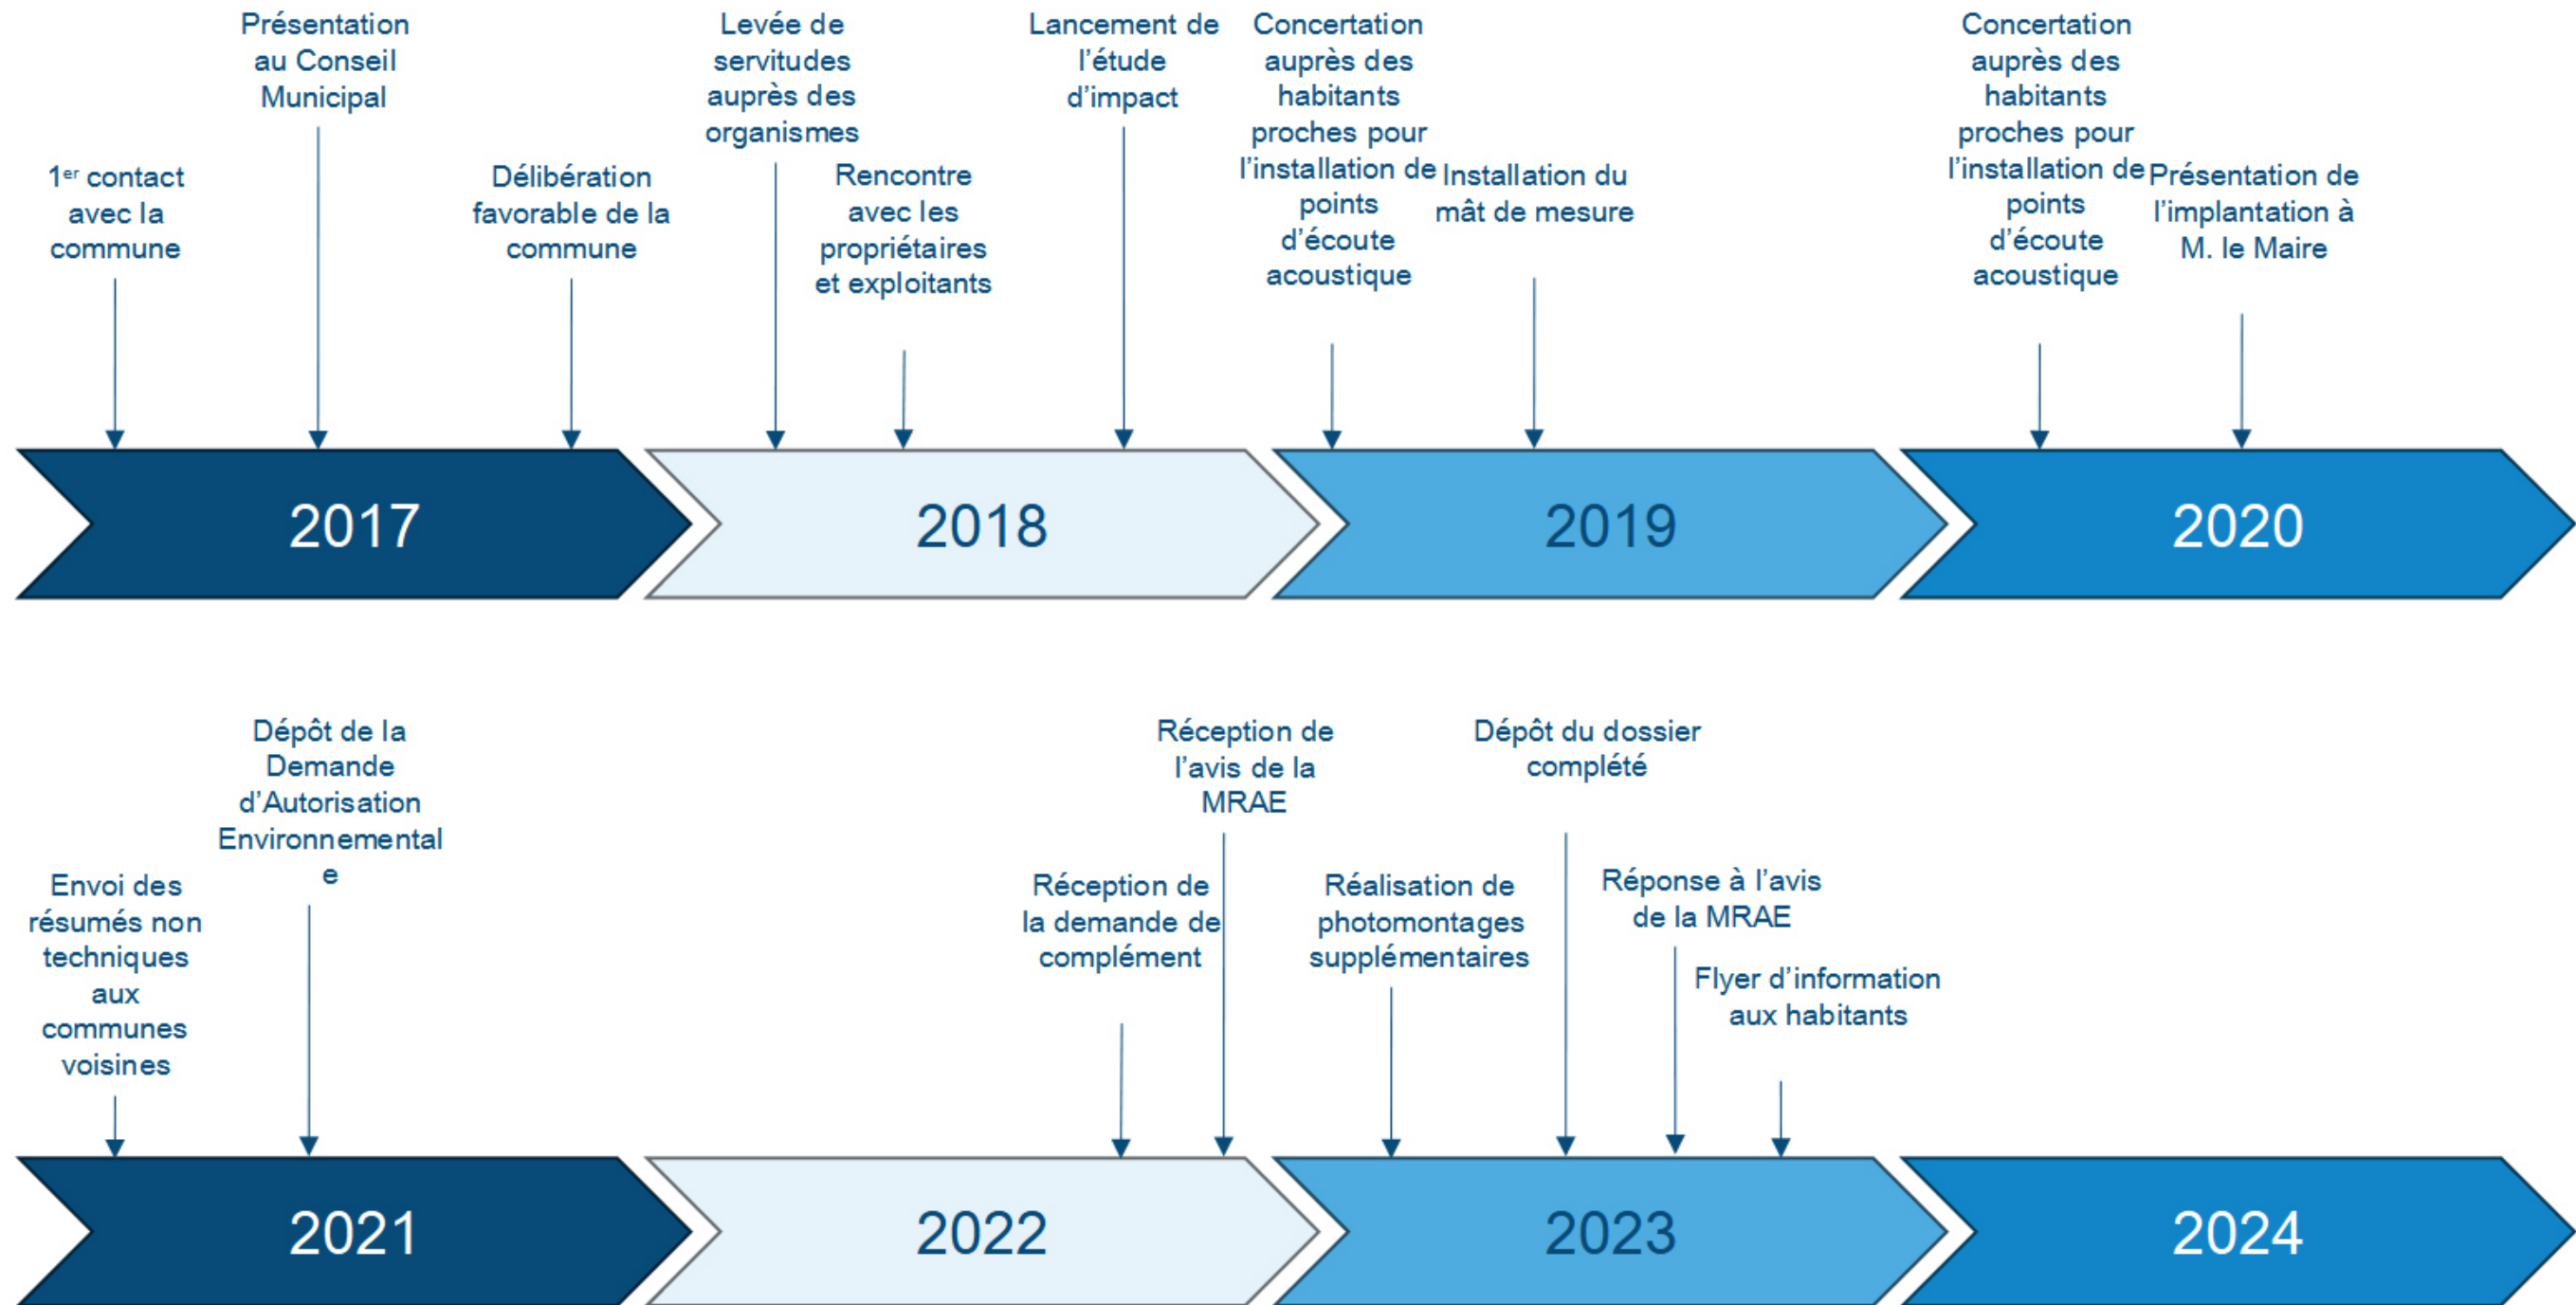 Présentation
au Conseil
Municipal
Levée de
servitudes
auprès des
organismes
Lancement de
l'étude
d'impact
Concertation
auprès des
habitants
proches pour
l'installation de
points
d'écoute
acoustique
Concertation
auprès des
habitants
proches pour
l'installation de
points
d'écoute
acoustique
1er contact
avec la
commune
Délibération
favorable de la
commune
Rencontre
avec les
propriétaires
et exploitants
Installation du
mât de mesure
Présentation de
l'implantation à
M. le Maire
2017
2018
2019
2020
Dépôt de la
Demande
d'Autorisation
Environnemental
e
Réception de
l'avis de la
MRAE
Dépôt du dossier
complété
Envoi des
résumés non
techniques
aux
communes
voisines
Réception de
la demande de
complément
Réalisation de
photomontages
supplémentaires
Réponse à l'avis
de la MRAE
Flyer d'information
aux habitants
2021
2022
2023
2024